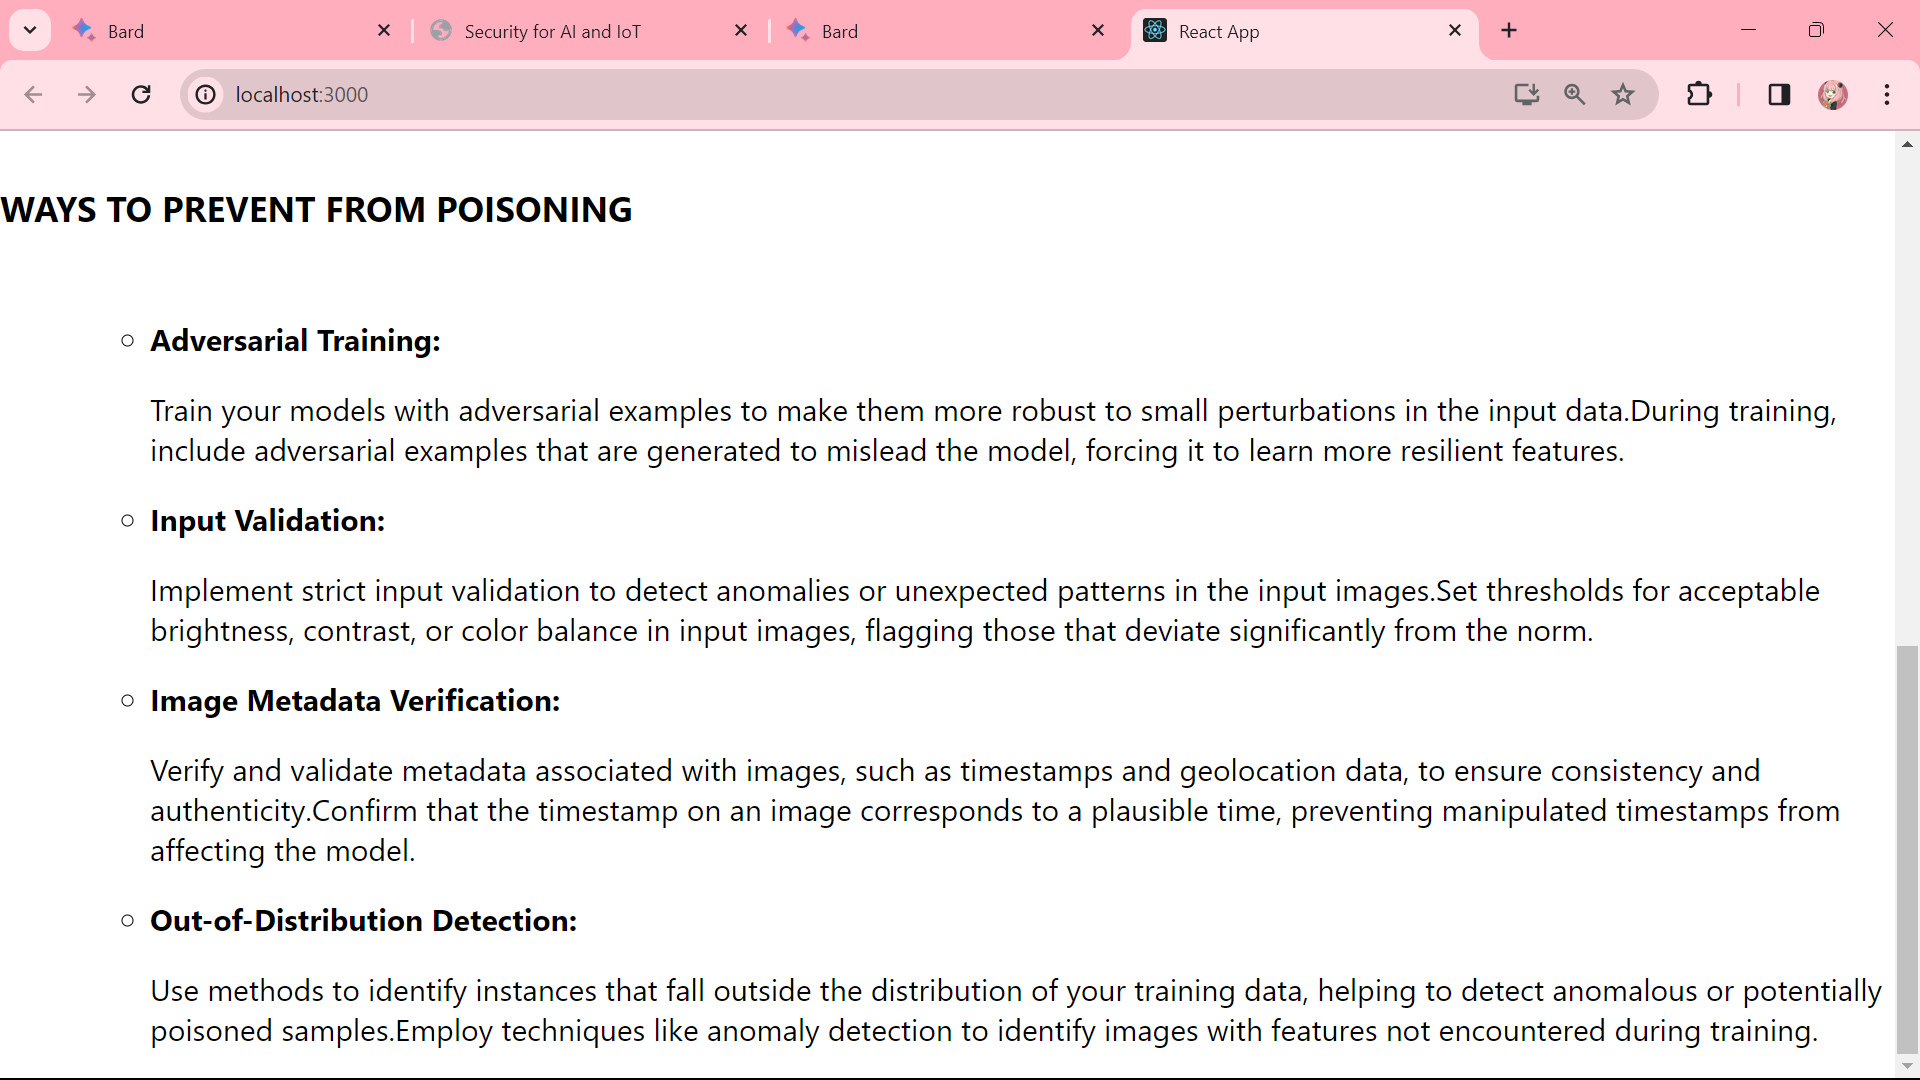 Bard
Security for AI and IoT
Bard
React App
localhost:3000
WAYS TO PREVENT FROM POISONING
Adversarial Training:
Train your models with adversarial examples to make them more robust to small perturbations in the input data.During training,
include adversarial examples that are generated to mislead the model, forcing it to learn more resilient features.
Input Validation:
Implement strict input validation to detect anomalies or unexpected patterns in the input images.Set thresholds for acceptable
brightness, contrast, or color balance in input images, flagging those that deviate significantly from the norm.
Image Metadata Verification:
Verify and validate metadata associated with images, such as timestamps and geolocation data, to ensure consistency and
authenticity.Confirm that the timestamp on an image corresponds to a plausible time, preventing manipulated timestamps from
affecting the model.
Out-of-Distribution Detection:
Use methods to identify instances that fall outside the distribution of your training data, helping to detect anomalous or potentially
poisoned samples.Employ techniques like anomaly detection to identify images with features not encountered during training.